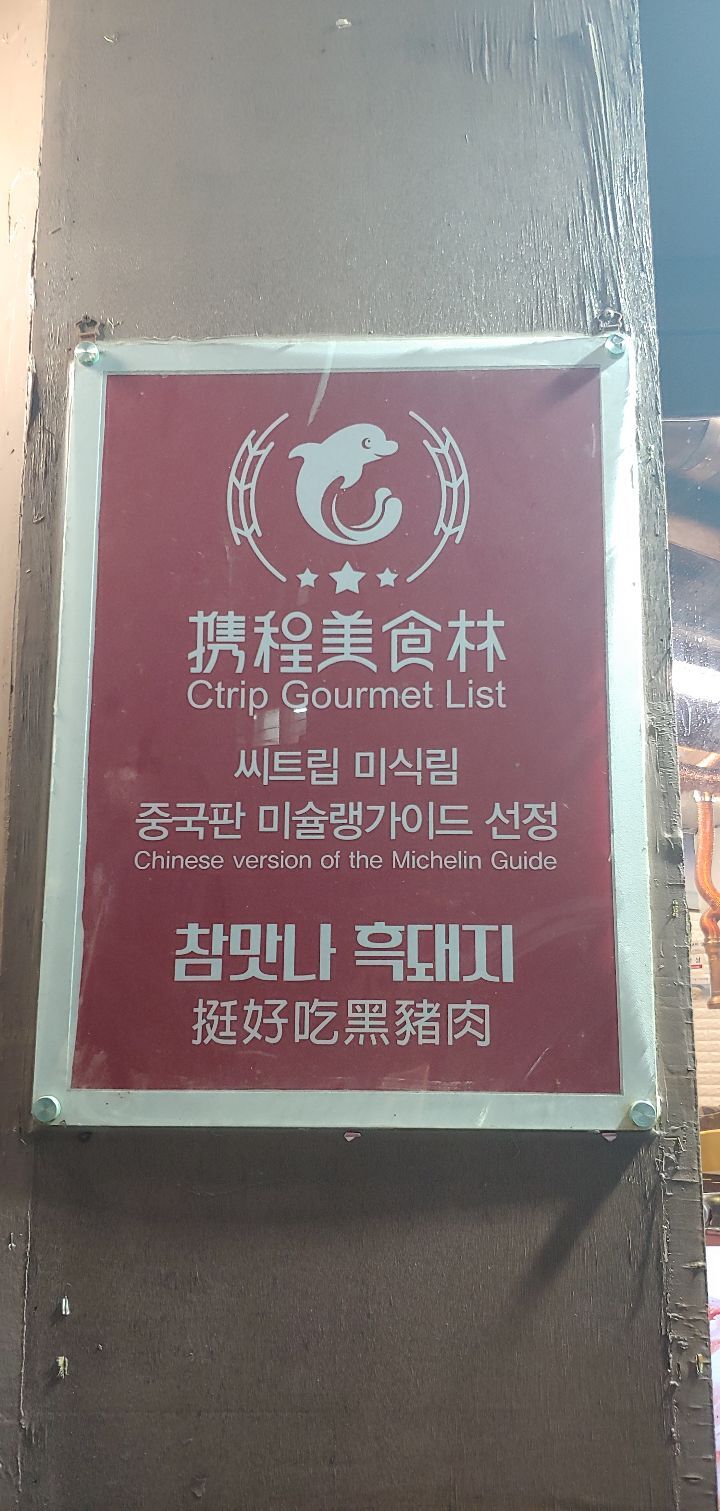 携程美食林
Ctrip Gourmet List
씨트립 미식림
중국판 미슐랭가이드 선정
Chinese version of the Michelin Guide
참맛나 흑돼지
挺好吃黑豬肉